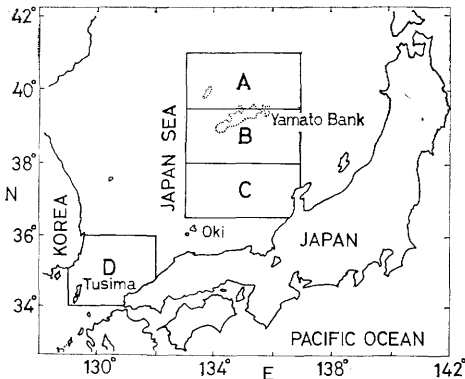 42°
40°
38°
N
36°
34°
A
Yamato Bank
B
C
JAPAN SEA
KOREA
Oki
D
Tusima
JAPAN
PACIFIC OCEAN
130°
134°
E
138°
142°